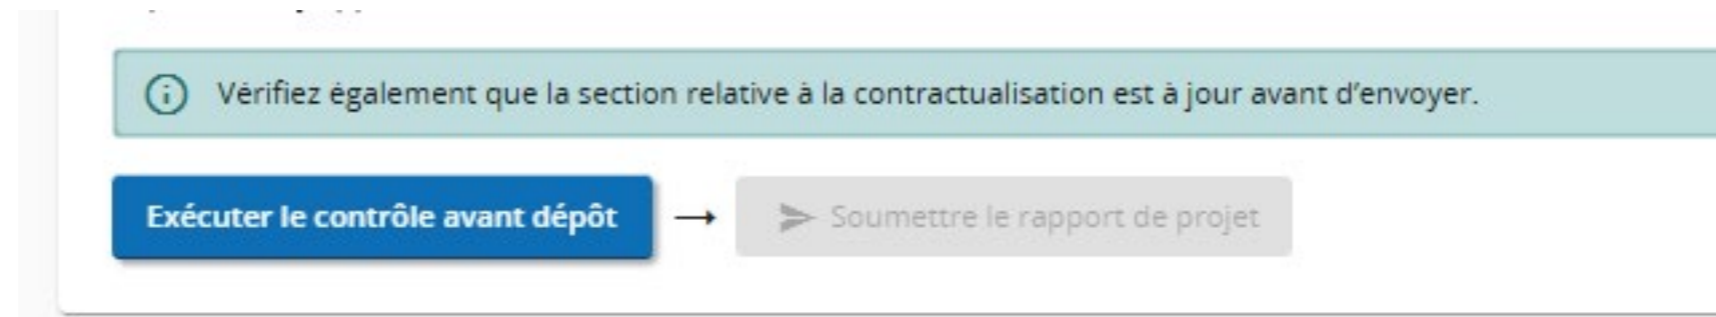 Vérifiez également que la section relative à la contractualisation est à jour avant d’envoyer.
Exécuter le contrôle avant dépôt → Soumettre le rapport de projet